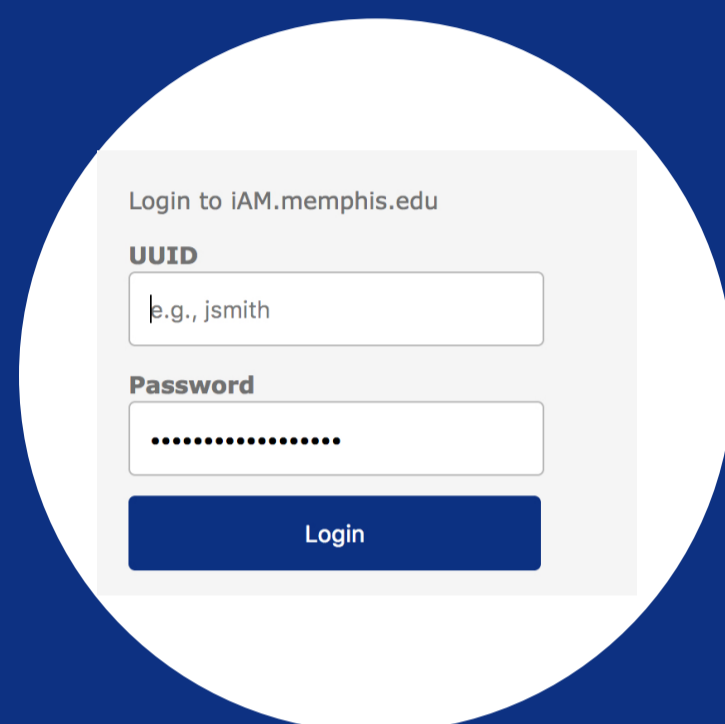 Login to iAM.memphis.edu
UUID
e.g., jsmith
Password
••••••••••••••••••
Login